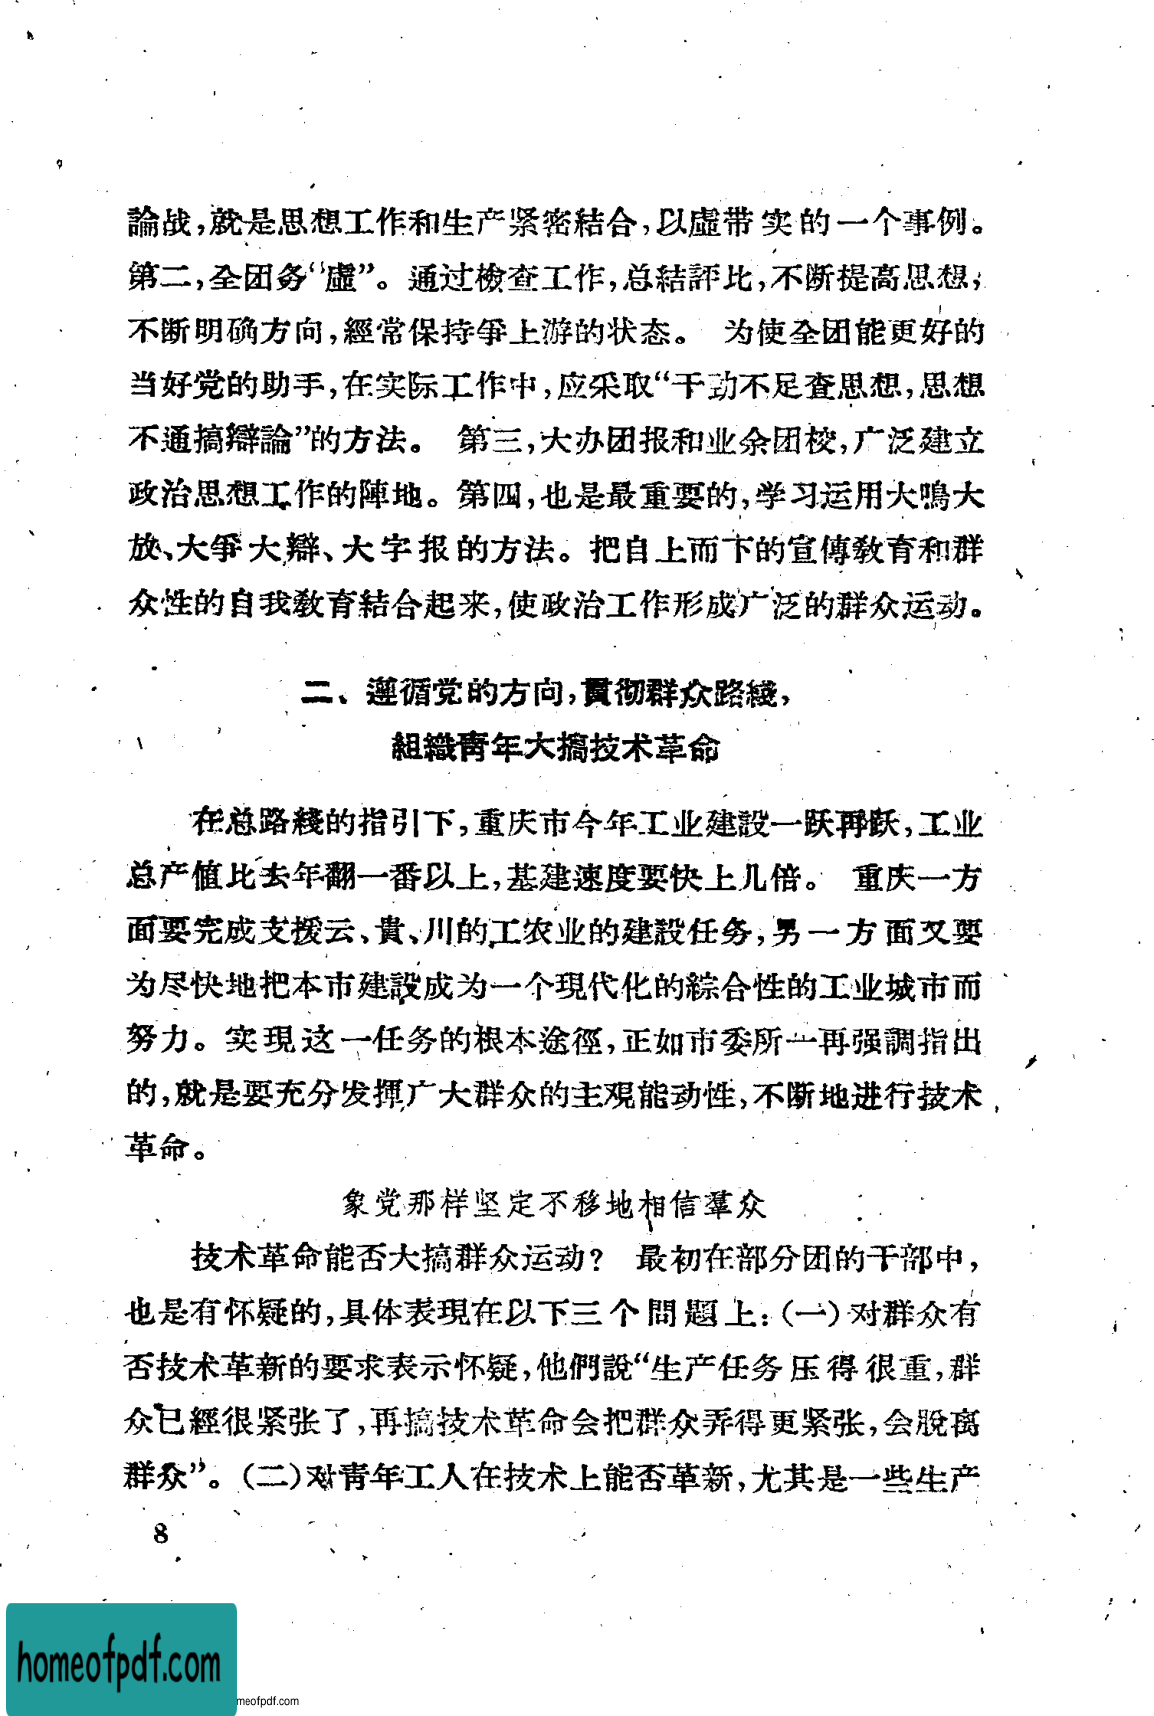 論战,就是思想工作和生产紧密結合,以虛带实的一个事例。
第二,全团务“虛”。通过檢查工作,总結評比,不断提高思想,
不断明确方向,經常保持爭上游的状态。 为使全团能更好的
当好党的助手,在实际工作中,应采取“干劲不足查思想,思想
不通搞辯論”的方法。 第三,大办团报和业余团校,广泛建立
政治思想工作的陣地。第四,也是最重要的,学习运用大鳴大
放、大爭大辯、大字报的方法。把自上而下的宣傳教育和群
众性的自我教育結合起来,使政治工作形成广泛的群众运动。
二、遵循党的方向,貫彻群众路綫,
組織青年大搞技术革命
在总路綫的指引下,重庆市今年工业建設一跃再跃,工业
总产值比去年翻一番以上,基建速度要快上几倍。 重庆一方
面要完成支援云、貴、川的工农业的建設任务,另一方面又要
为尽快地把本市建設成为一个現代化的綜合性的工业城市而
努力。实現这一任务的根本途徑,正如市委所一再强調指出
的,就是要充分发揮广大群众的主观能动性,不断地进行技术
革命。
象党那样坚定不移地相信羣众
技术革命能否大搞群众运动? 最初在部分团的干部中,
也是有怀疑的,具体表現在以下三个問題上:(一)对群众有
否技术革新的要求表示怀疑,他們說“生产任务压得很重,群
众已經很紧张了,再搞技术革命会把群众弄得更紧张,会脫离
群众”。(二)对青年工人在技术上能否革新,尤其是一些生产
8
homeofpdf.com
meofpdf.com